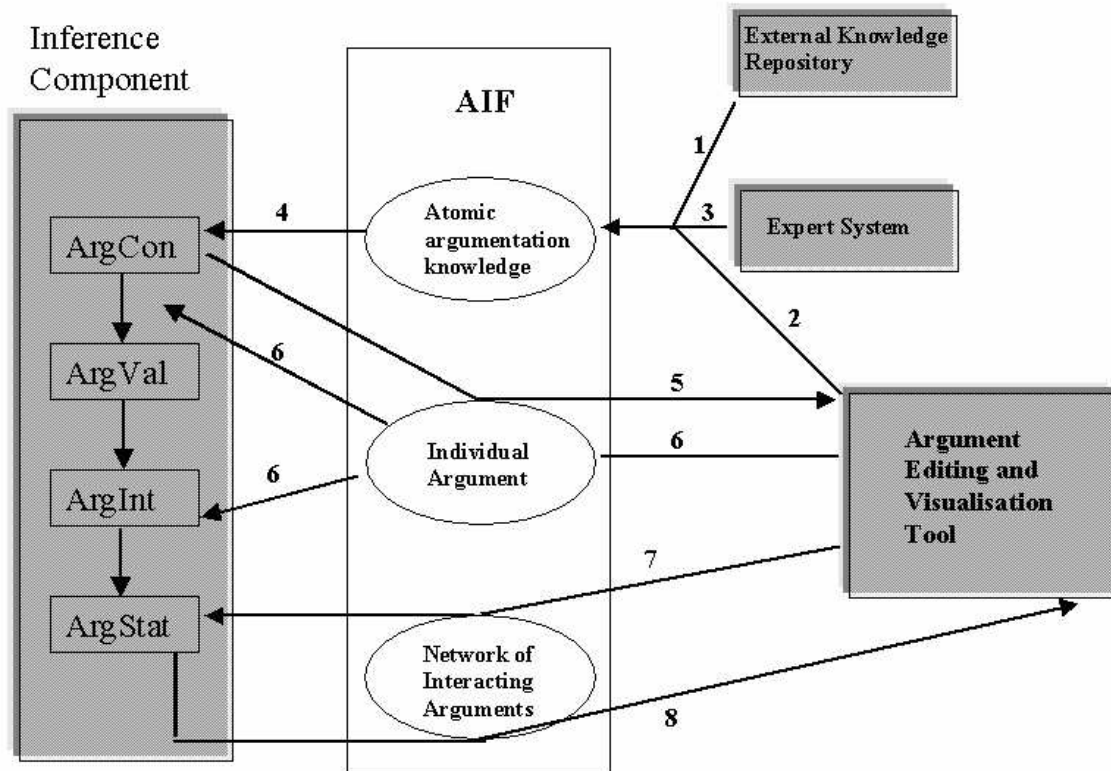 Inference
Component
AIF
External Knowledge
Repository
1
3
Expert System
4
Atomic
argumentation
knowledge
ArgCon
2
6
ArgVal
5
Individual
Argument
6
Argument
Editing and
Visualisation
Tool
6
ArgInt
7
ArgStat
Network of
Interacting
Arguments
8